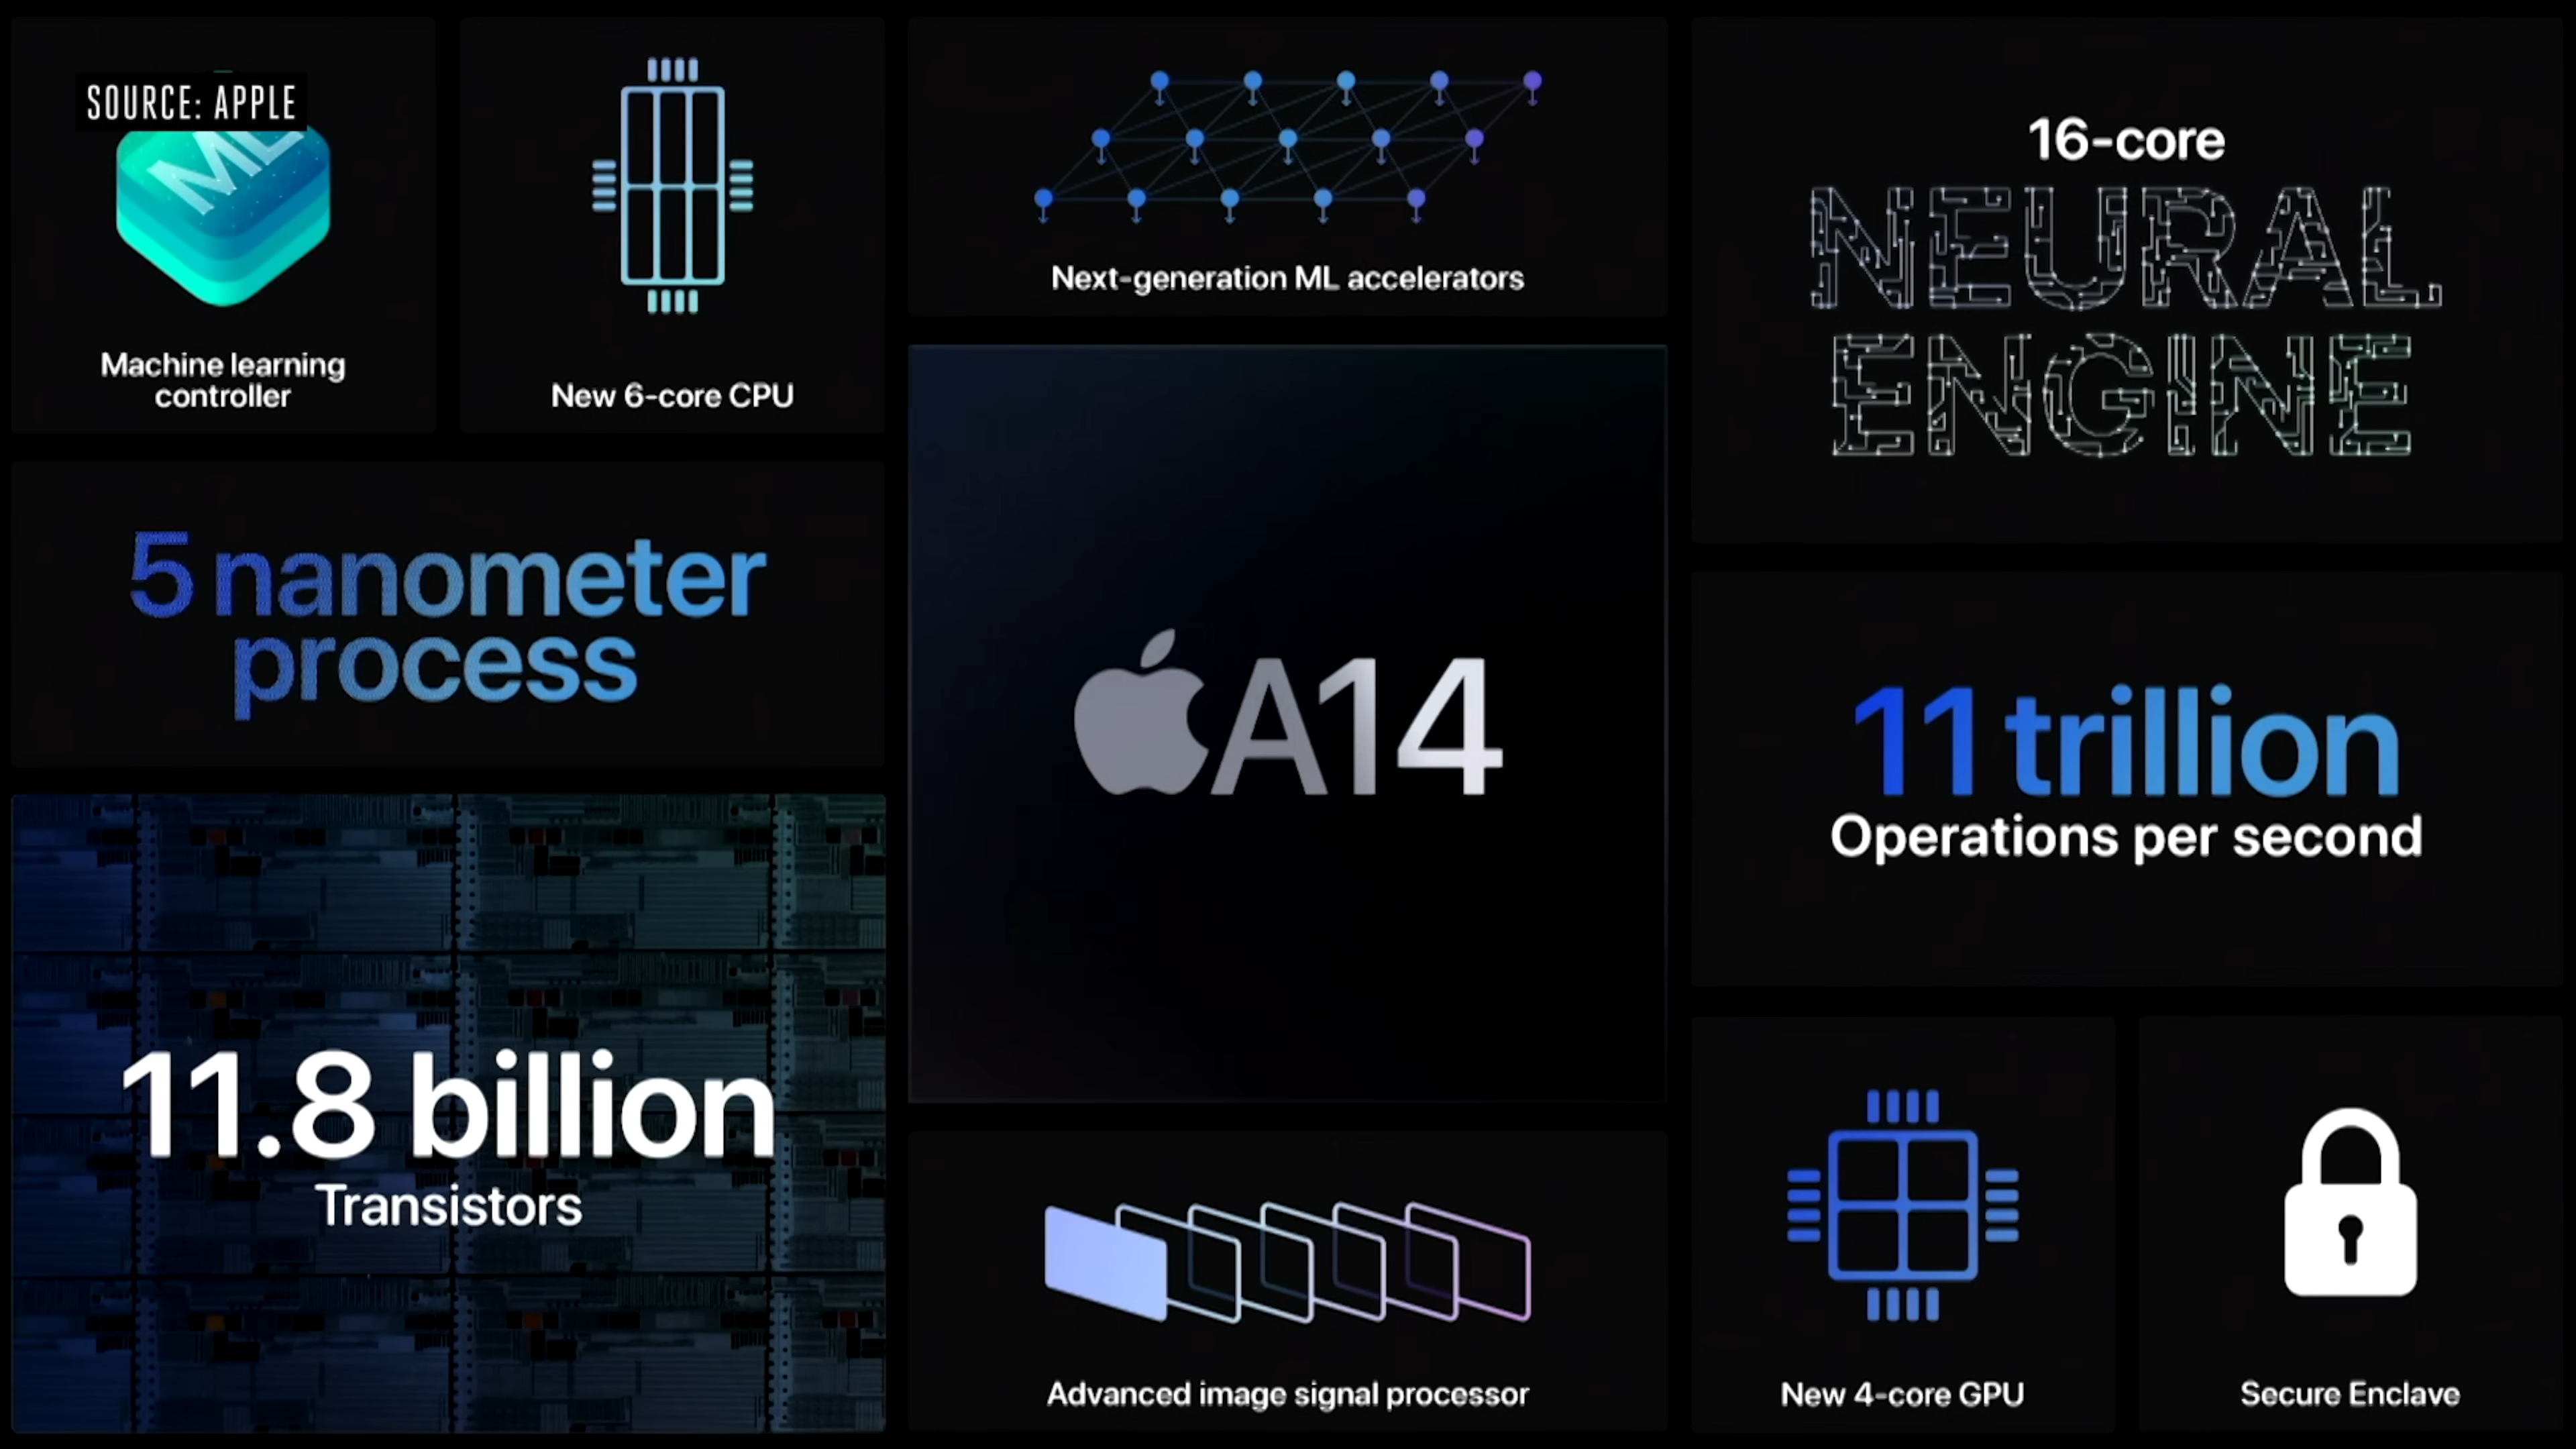 SOURCE: APPLE
ML
Machine learning
controller
New 6-core CPU
Next-generation ML accelerators
16-core
NEURAL
ENGINE
5 nanometer
process
A14
11 trillion
Operations per second
11.8 billion
Transistors
Advanced image signal processor
New 4-core GPU
Secure Enclave